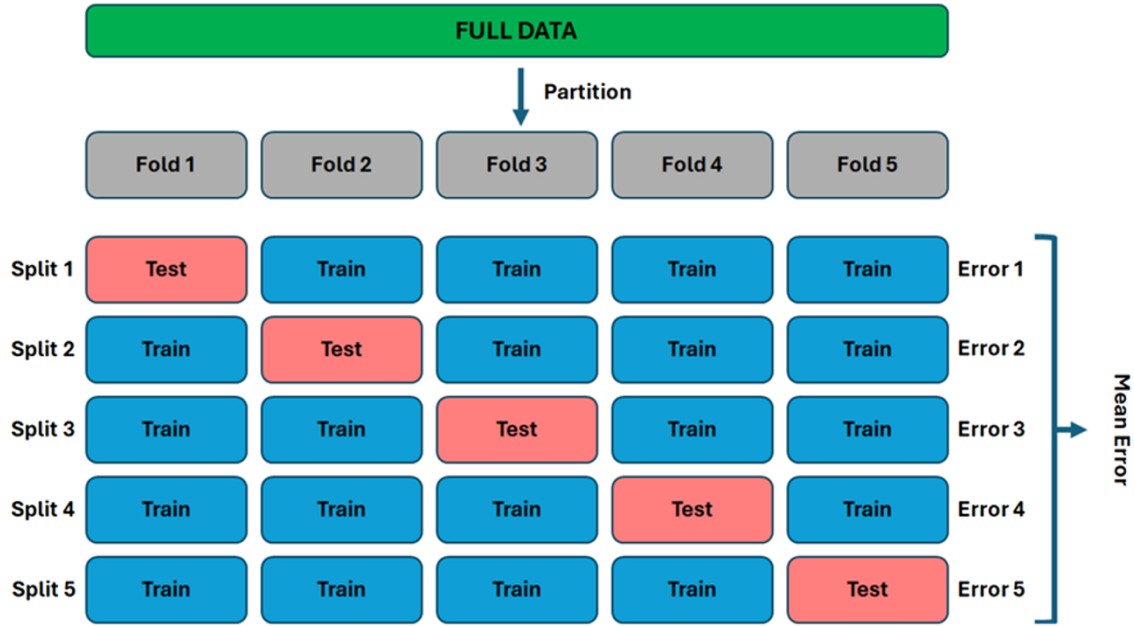 FULL DATA
Partition
Fold 1 Fold 2 Fold 3 Fold 4 Fold 5
Split 1 Test Train Train Train Train Error 1
Split 2 Train Test Train Train Train Error 2
Split 3 Train Train Test Train Train Error 3
Split 4 Train Train Train Test Train Error 4
Split 5 Train Train Train Train Test Error 5
Mean Error